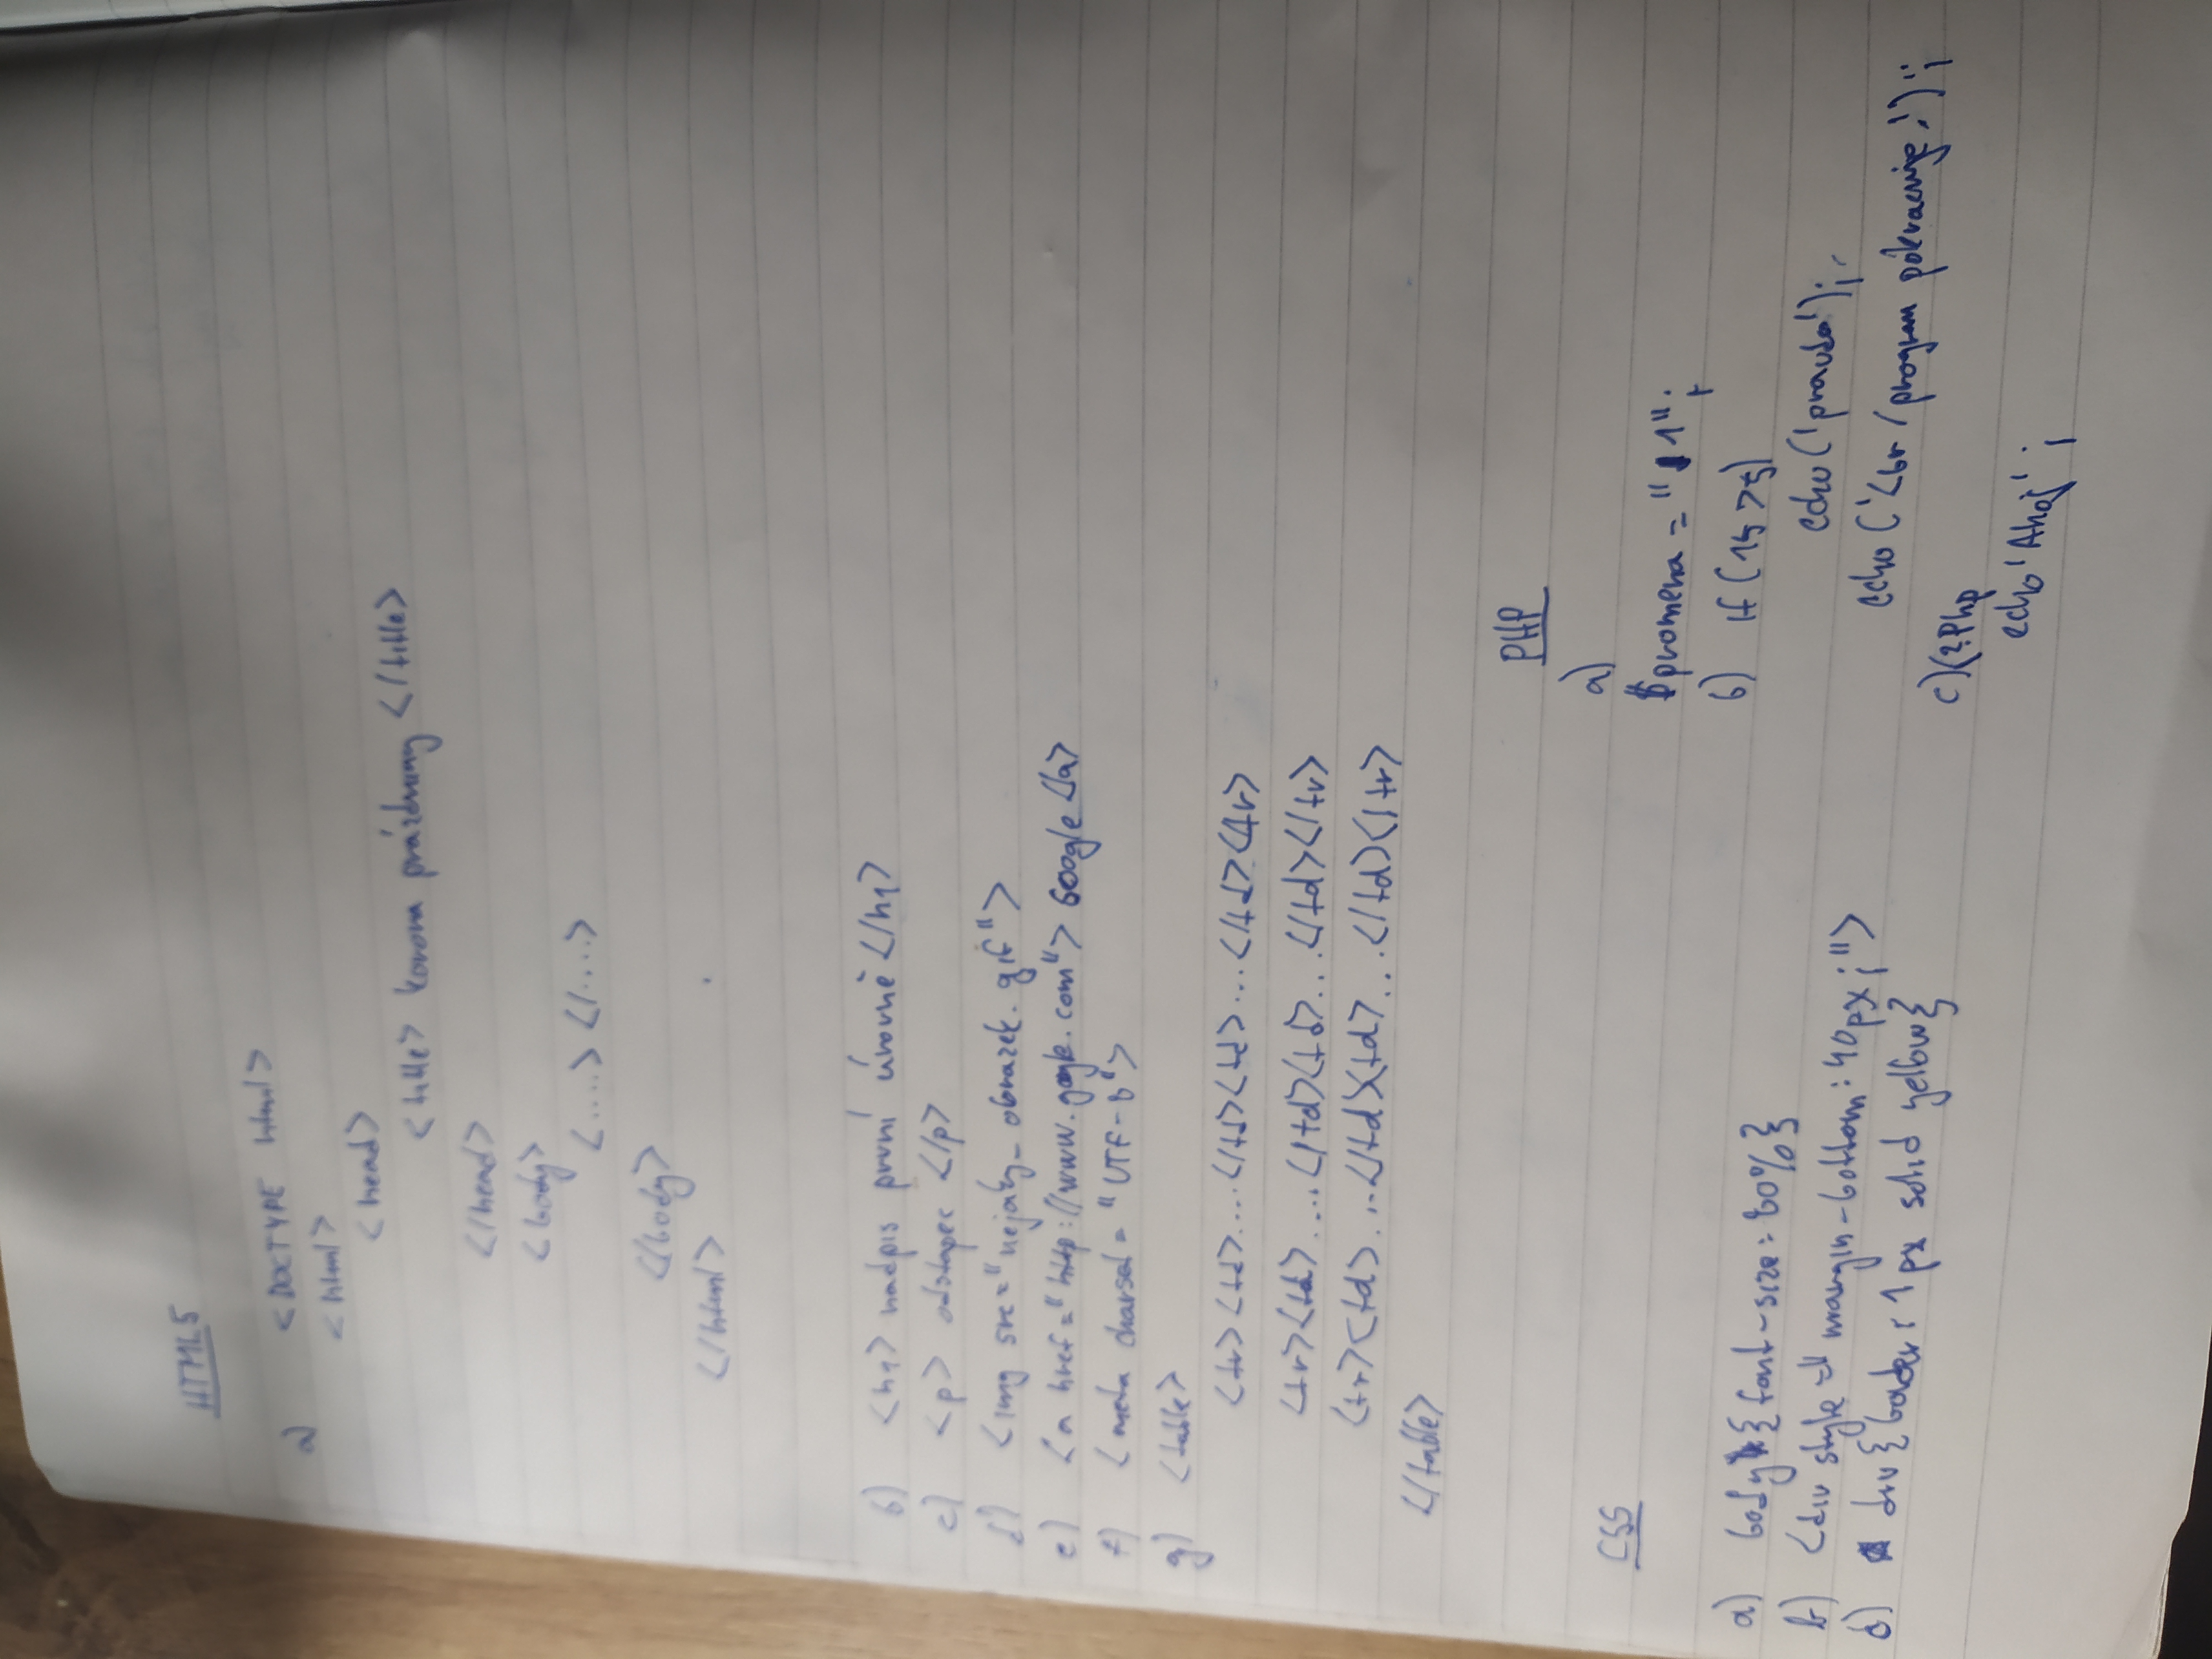 HTML5
a) <DOCTYPE html>
<html>
<head>
<title> korona prázdniny </title>
</head>
<body>
<....> </....>
</body>
</html>
b) <h1> nadpis první úrovně </h1>
c) <p> odstapec </p>
d) <img src="nejaky_obrazek.gif">
e) <a href="http://www.google.com"> Google </a>
f) <meta charset="UTF-8">
g) <table>
<tr><td>....</td><td>...</td></tr>
<tr><td>....</td><td>...</td></tr>
<tr><td>...</td><td>...</td></tr>
</table>
CSS
a) body{font-size:80%}
b) <div style="margin-bottom:40px;">
d) div{border:1px solid yellow}
PHP
a)
$promena = "1";
b) if (15>5)
echo('pravda');
echo('<br /program pokracuje.');
c) <?Php
echo 'Ahoj';